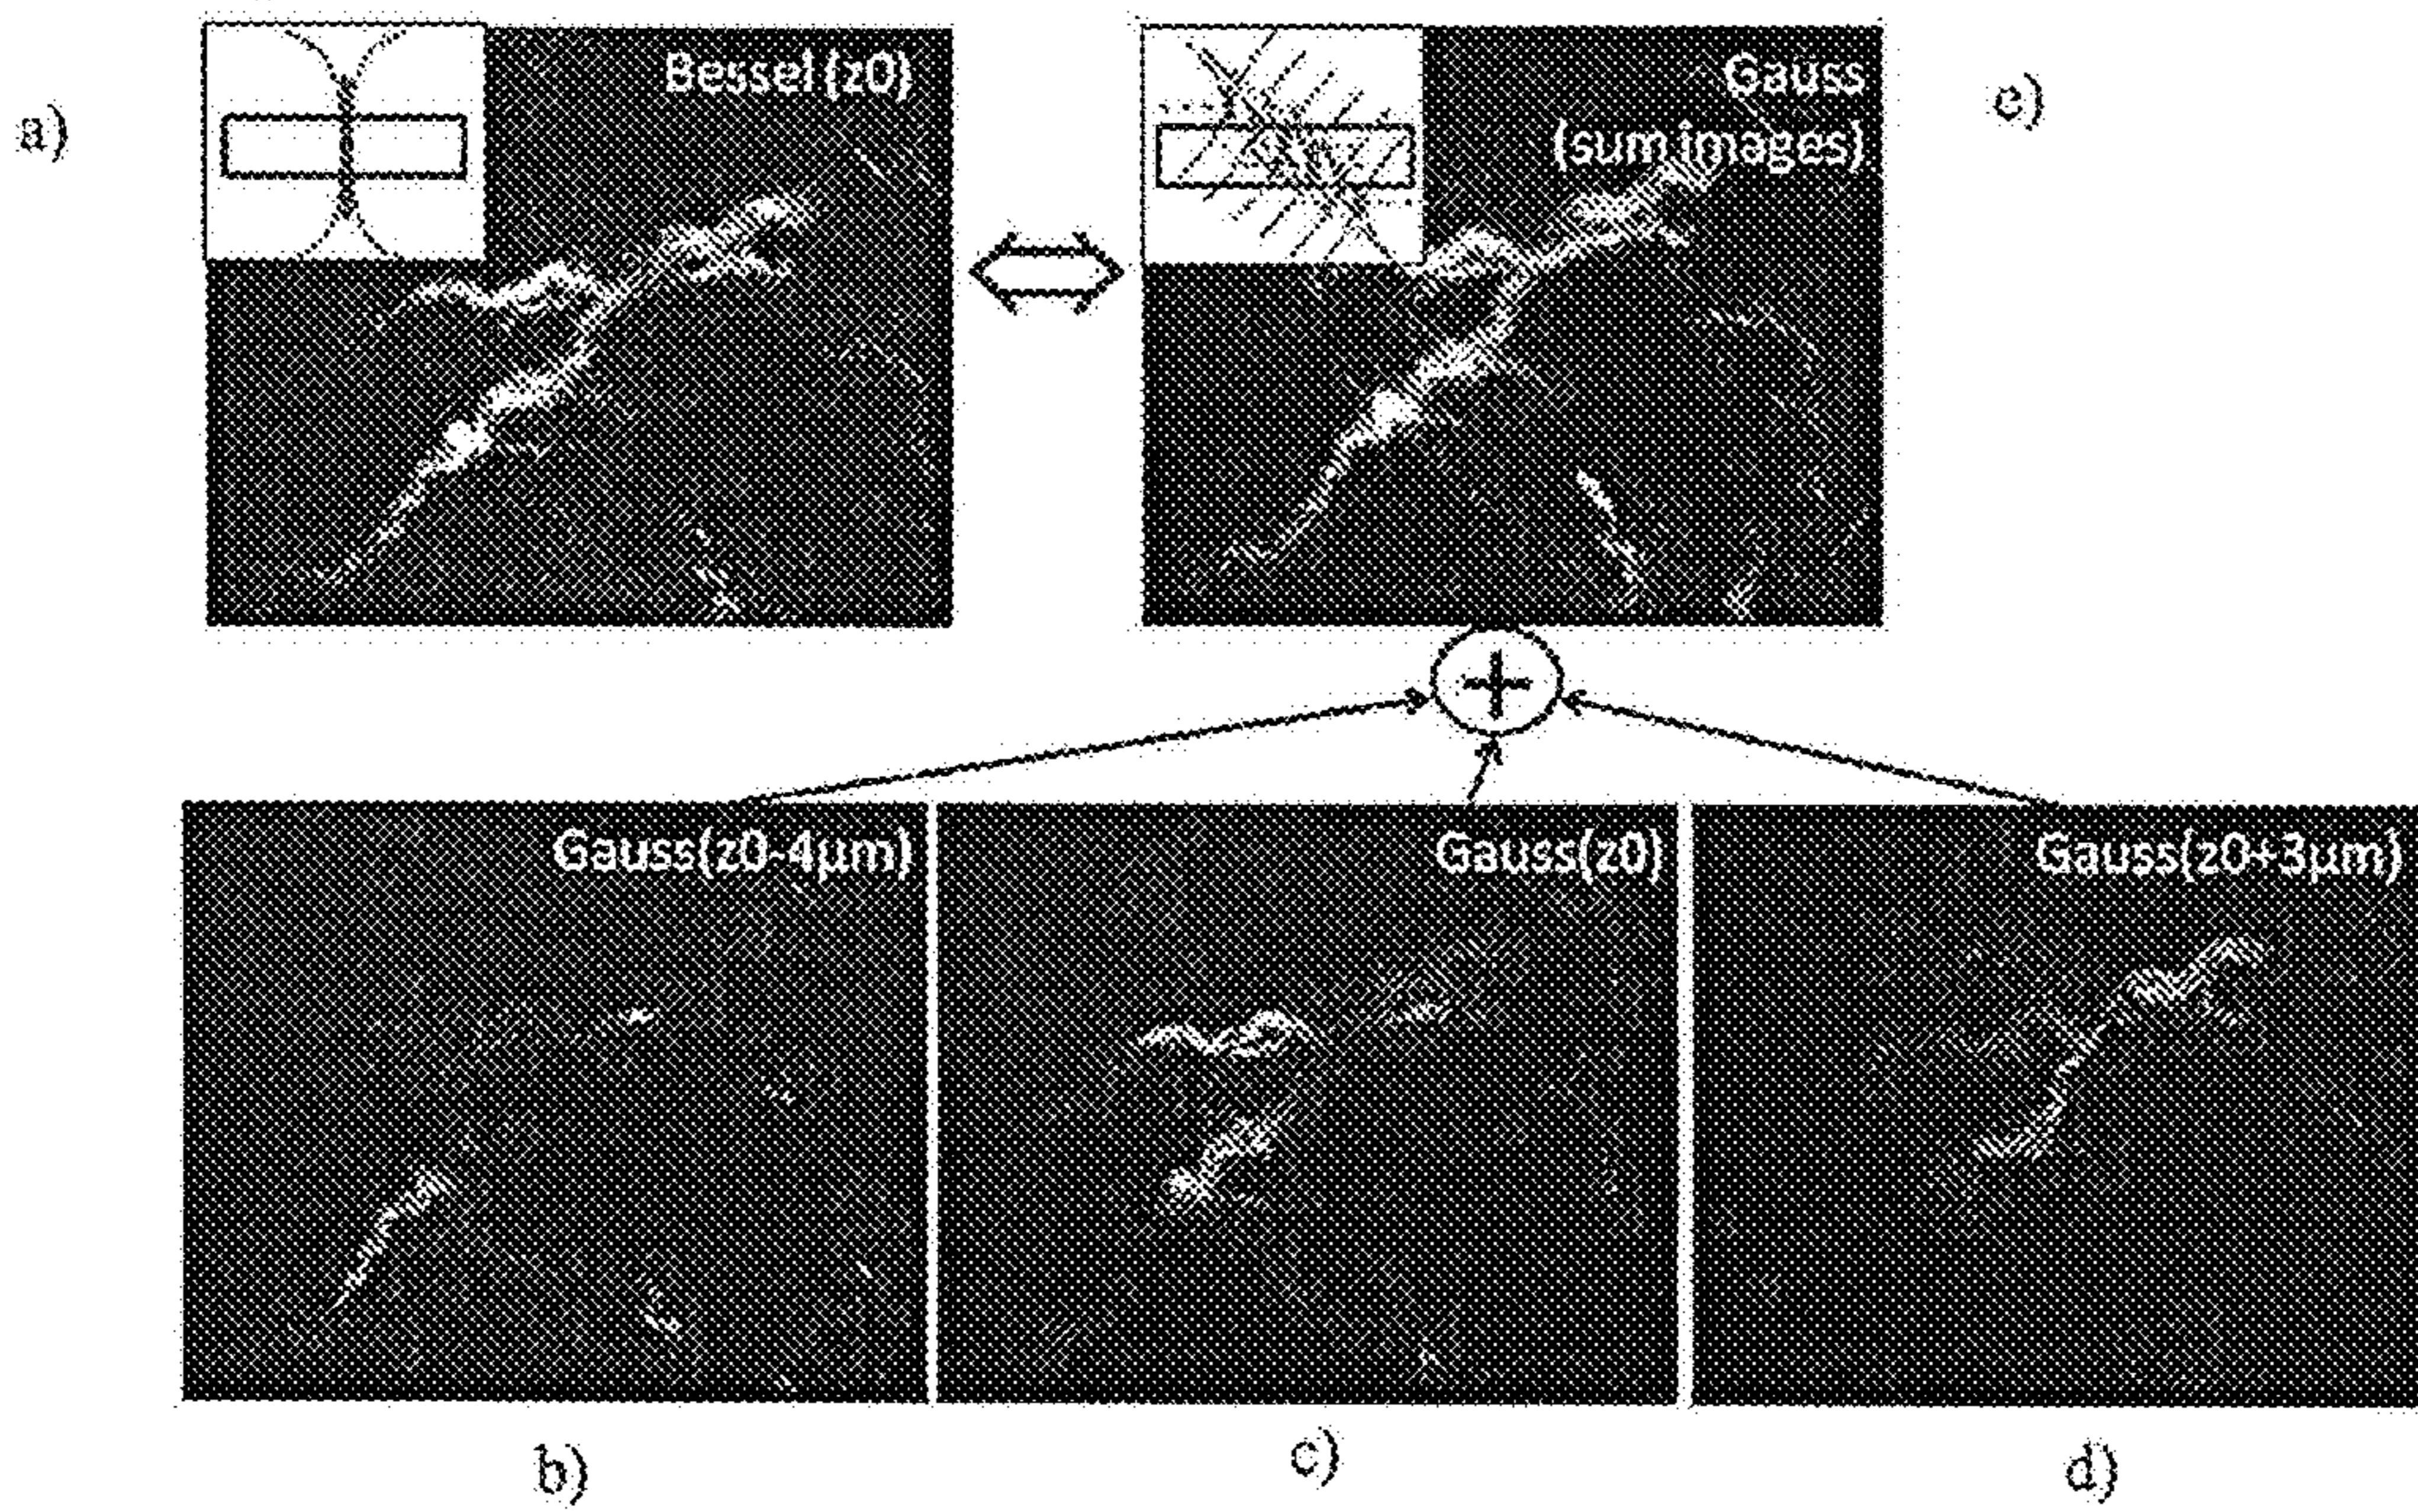 a)
Bessel (z0)
Gauss
(sum images)
e)
+
Gauss(z0-4µm)
Gauss(z0)
Gauss(z0+3µm)
b)
c)
d)